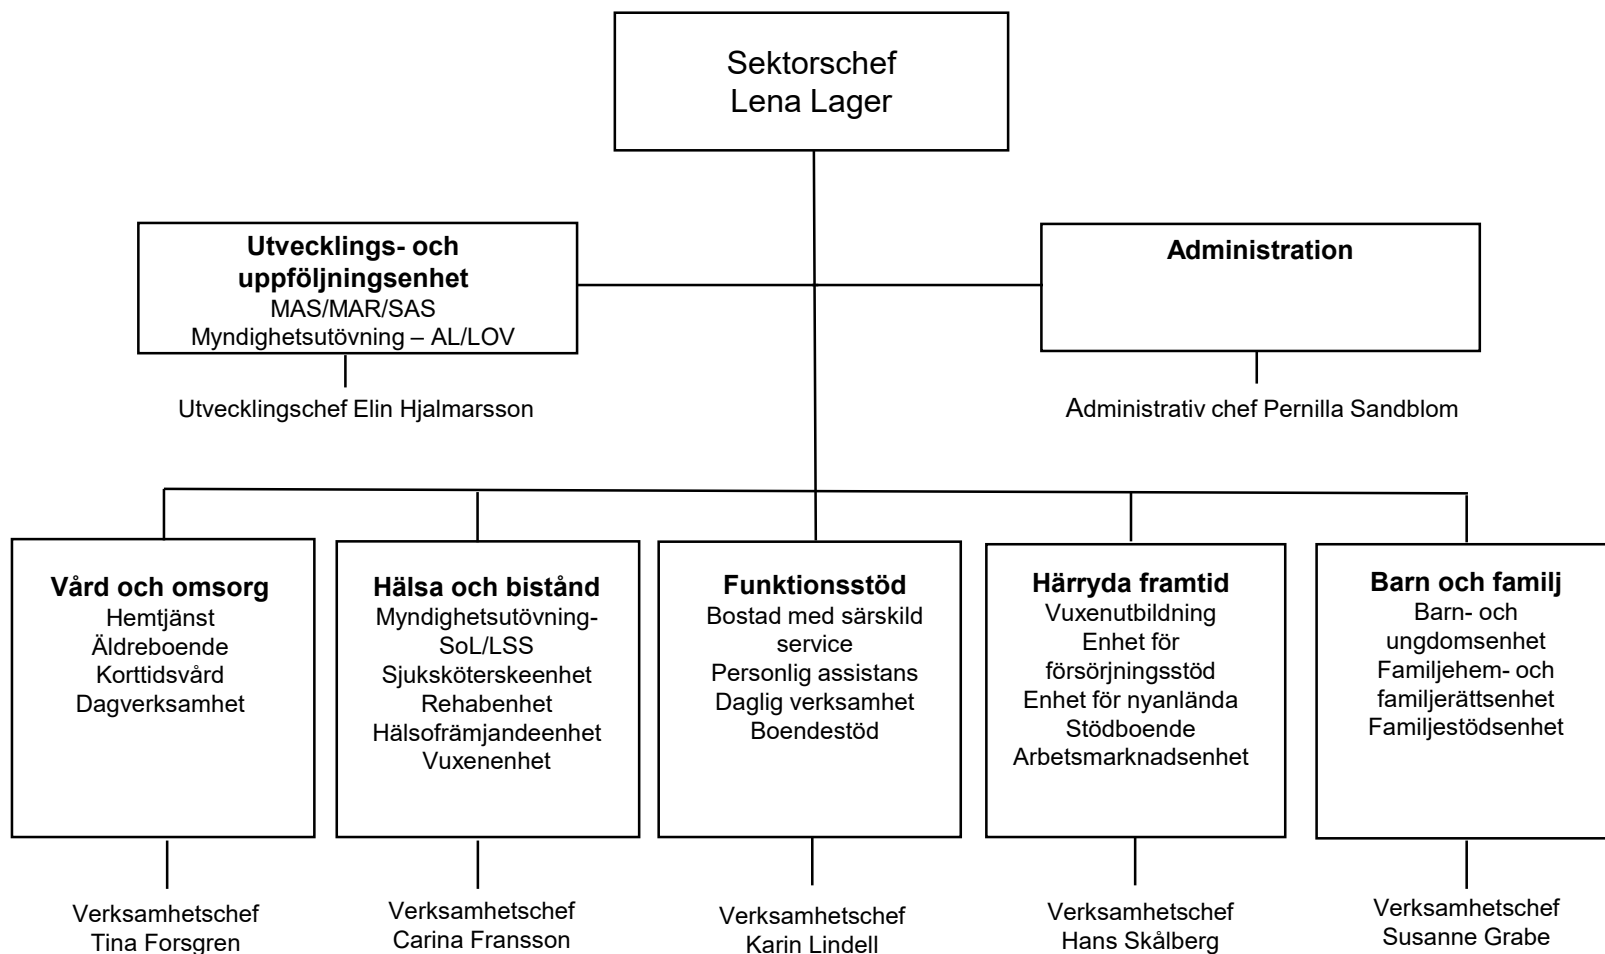 Sektorschef
Lena Lager
Utvecklings- och
uppföljningsenhet
MAS/MAR/SAS
Myndighetsutövning – AL/LOV
Administration
Utvecklingschef Elin Hjalmarsson
Administrativ chef Pernilla Sandblom
Vård och omsorg
Hemtjänst
Äldreboende
Korttidsvård
Dagverksamhet
Hälsa och bistånd
Myndighetsutövning-
SoL/LSS
Sjuksköterskeenhet
Rehabenhet
Hälsofrämjandeenhet
Vuxenenhet
Funktionsstöd
Bostad med särskild
service
Personlig assistans
Daglig verksamhet
Boendestöd
Härryda framtid
Vuxenutbildning
Enhet för
försörjningsstöd
Enhet för nyanlända
Stödboende
Arbetsmarknadsenhet
Barn och familj
Barn- och
ungdomsenhet
Familjehem- och
familjerättsenhet
Familjestödsenhet
Verksamhetschef
Tina Forsgren
Verksamhetschef
Carina Fransson
Verksamhetschef
Karin Lindell
Verksamhetschef
Hans Skålberg
Verksamhetschef
Susanne Grabe